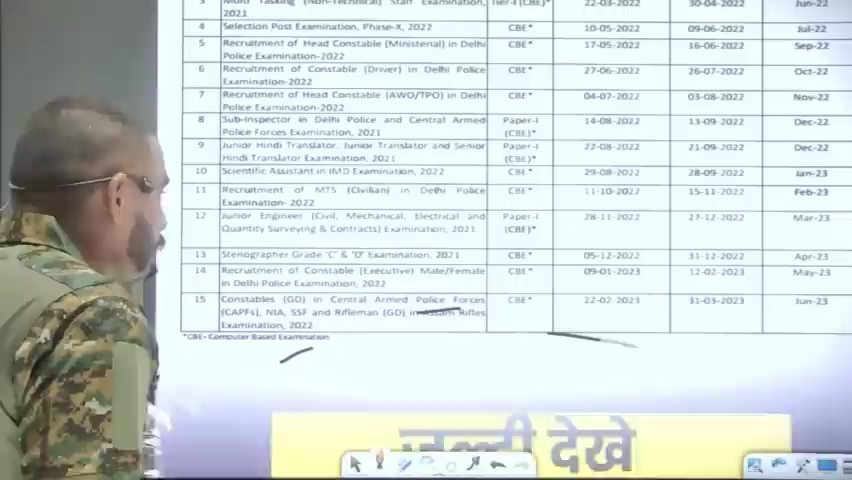 3 Multi Tasking (Non-Technical) Staff Examination, 2021 Tier-I (CBE)* 22-03-2022 30-04-2022 Jun-22
4 Selection Post Examination, Phase-X, 2022 CBE* 10-05-2022 09-06-2022 Jul-22
5 Recruitment of Head Constable (Ministerial) in Delhi Police Examination-2022 CBE* 17-05-2022 16-06-2022 Sep-22
6 Recruitment of Constable (Driver) in Delhi Police Examination-2022 CBE* 27-06-2022 26-07-2022 Oct-22
7 Recruitment of Head Constable (AWO/TPO) in Delhi Police Examination-2022 CBE* 04-07-2022 03-08-2022 Nov-22
8 Sub-Inspector in Delhi Police and Central Armed Police Forces Examination, 2021 Paper-I (CBE)* 14-08-2022 13-09-2022 Dec-22
9 Junior Hindi Translator, Junior Translator and Senior Hindi Translator Examination, 2021 Paper-I (CBE)* 22-08-2022 21-09-2022 Dec-22
10 Scientific Assistant in IMD Examination, 2022 CBE* 29-08-2022 28-09-2022 Jan-23
11 Recruitment of MTS (Civilian) in Delhi Police Examination- 2022 CBE* 11-10-2022 15-11-2022 Feb-23
12 Junior Engineer (Civil, Mechanical, Electrical and Quantity Surveying & Contracts) Examination, 2021 Paper-I (CBE)* 28-11-2022 27-12-2022 Mar-23
13 Stenographer Grade 'C' & 'D' Examination, 2021 CBE* 05-12-2022 31-12-2022 Apr-23
14 Recruitment of Constable (Executive) Male/Female in Delhi Police Examination, 2022 CBE* 09-01-2023 12-02-2023 May-23
15 Constables (GD) in Central Armed Police Forces (CAPFs), NIA, SSF and Rifleman (GD) in Assam Rifles Examination, 2022 CBE* 22-02-2023 31-03-2023 Jun-23
*CBE- Computer Based Examination
जल्दी देखे